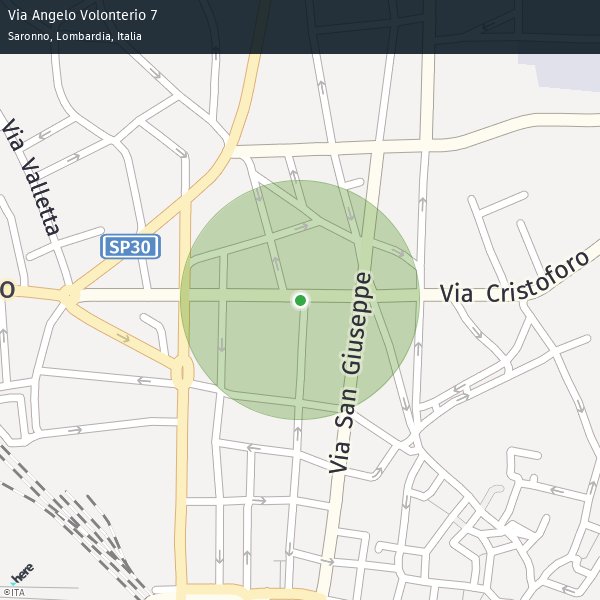 Via Angelo Volonterio 7
Saronno, Lombardia, Italia
Via Valletta
SP30
O
Via Cristoforo
Via San Giuseppe
here
©ITA